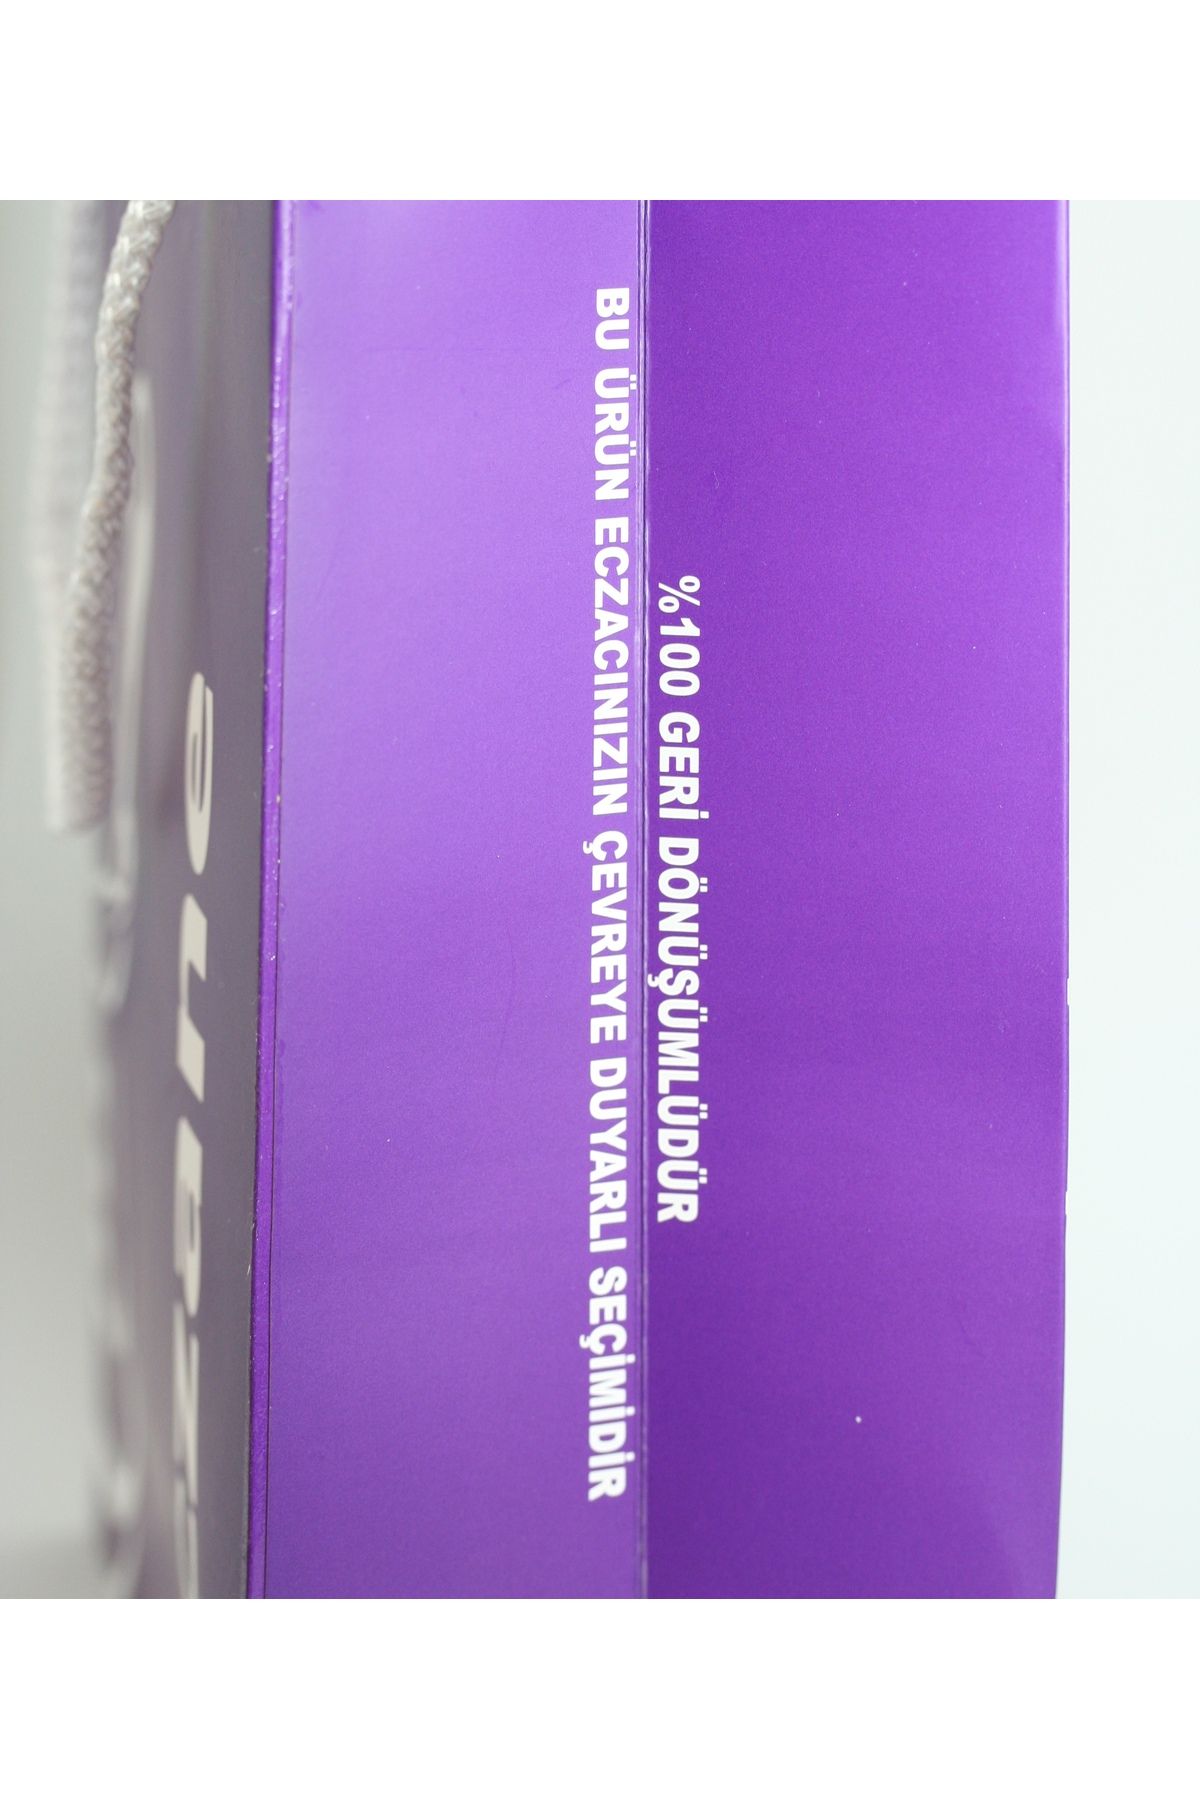 %100 GERİ DÖNÜŞÜMLÜDÜR
BU ÜRÜN ECZACINIZIN ÇEVREYE DUYARLI SEÇİMİDİR